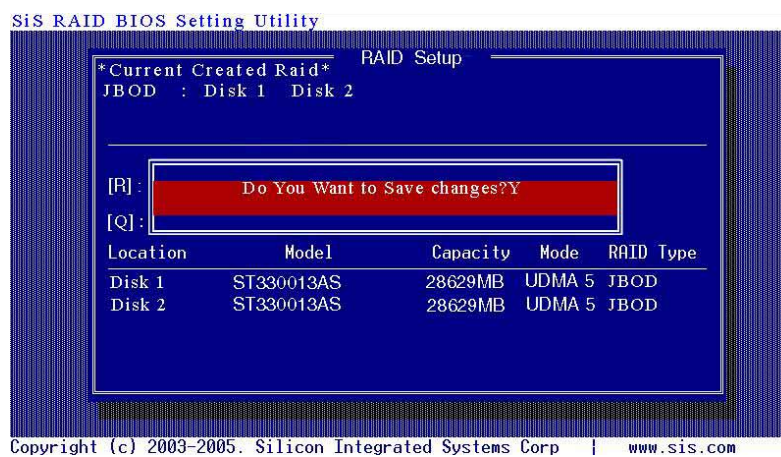 SiS RAID BIOS Setting Utility
RAID Setup
*Current Created Raid*
JBOD : Disk 1 Disk 2
[R] :
Do You Want to Save changes?Y
[Q] :
Location Model Capacity Mode RAID Type
Disk 1 ST330013AS 28629MB UDMA 5 JBOD
Disk 2 ST330013AS 28629MB UDMA 5 JBOD
Copyright (c) 2003-2005. Silicon Integrated Systems Corp | www.sis.com